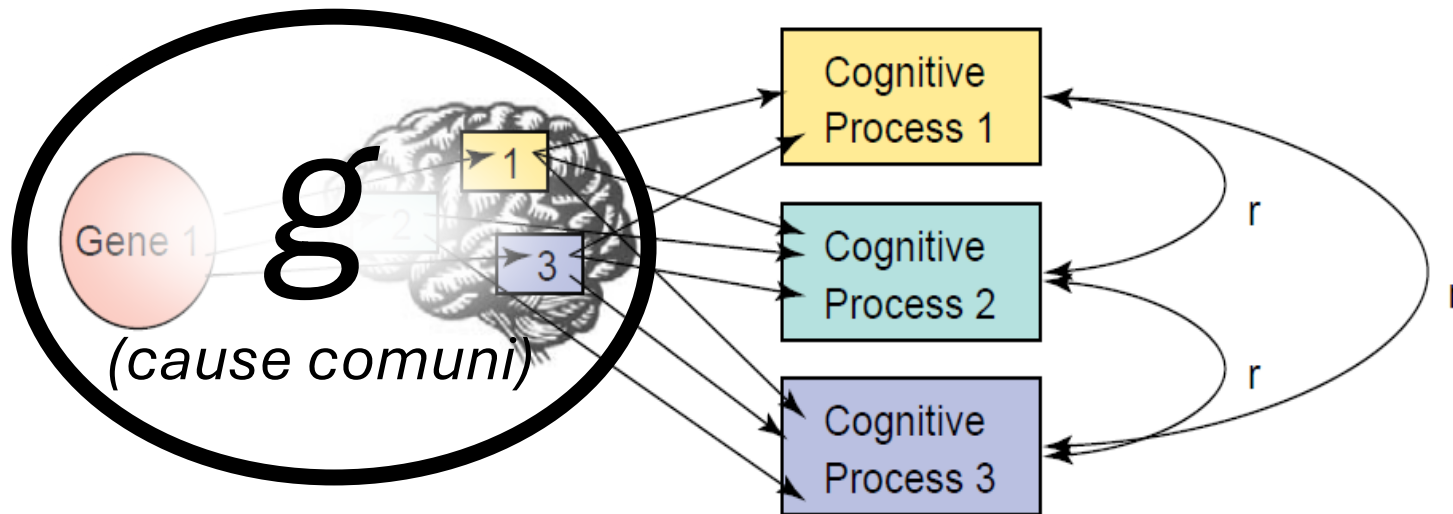 Gene 1
g
(cause comuni)
1
2
3
Cognitive
Process 1
Cognitive
Process 2
Cognitive
Process 3
r
r